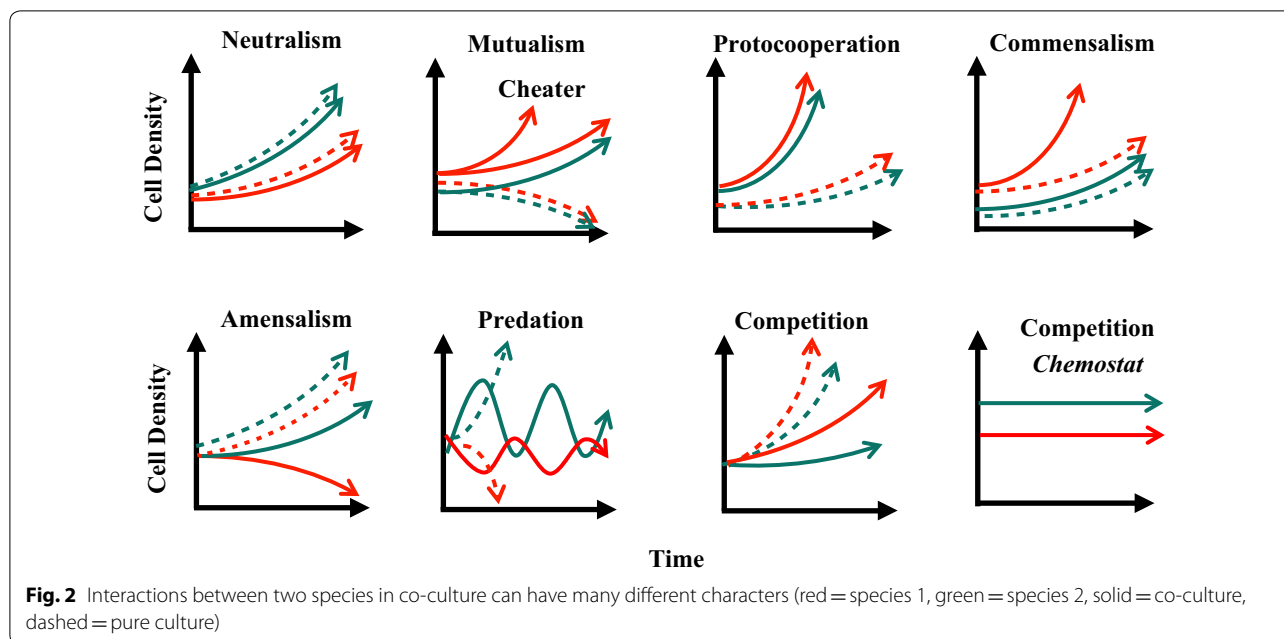 Neutralism
Mutualism
Protocooperation
Commensalism
Cheater
Cell Density
Amensalism
Predation
Competition
Competition
Chemostat
Cell Density
Time
Fig. 2 Interactions between two species in co-culture can have many different characters (red = species 1, green = species 2, solid = co-culture,
dashed = pure culture)